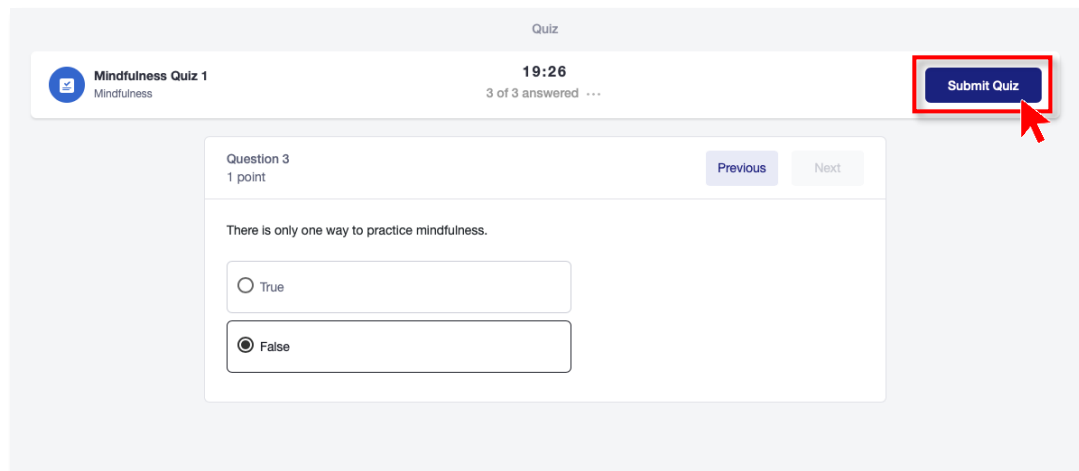 Quiz
Mindfulness Quiz 1
Mindfulness
19:26
3 of 3 answered ···
Submit Quiz
Question 3
1 point
Previous
Next
There is only one way to practice mindfulness.
True
False